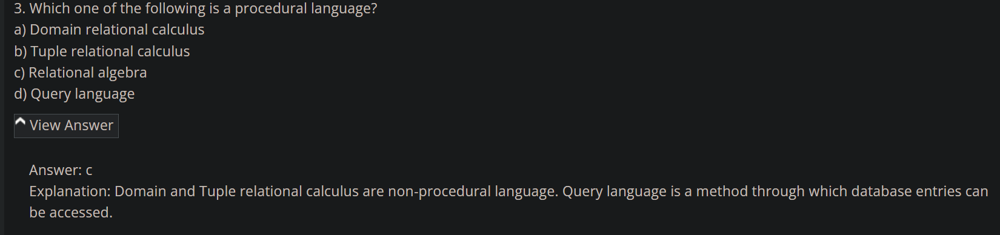 3. Which one of the following is a procedural language?
a) Domain relational calculus
b) Tuple relational calculus
c) Relational algebra
d) Query language
View Answer
Answer: c
Explanation: Domain and Tuple relational calculus are non-procedural language. Query language is a method through which database entries can
be accessed.